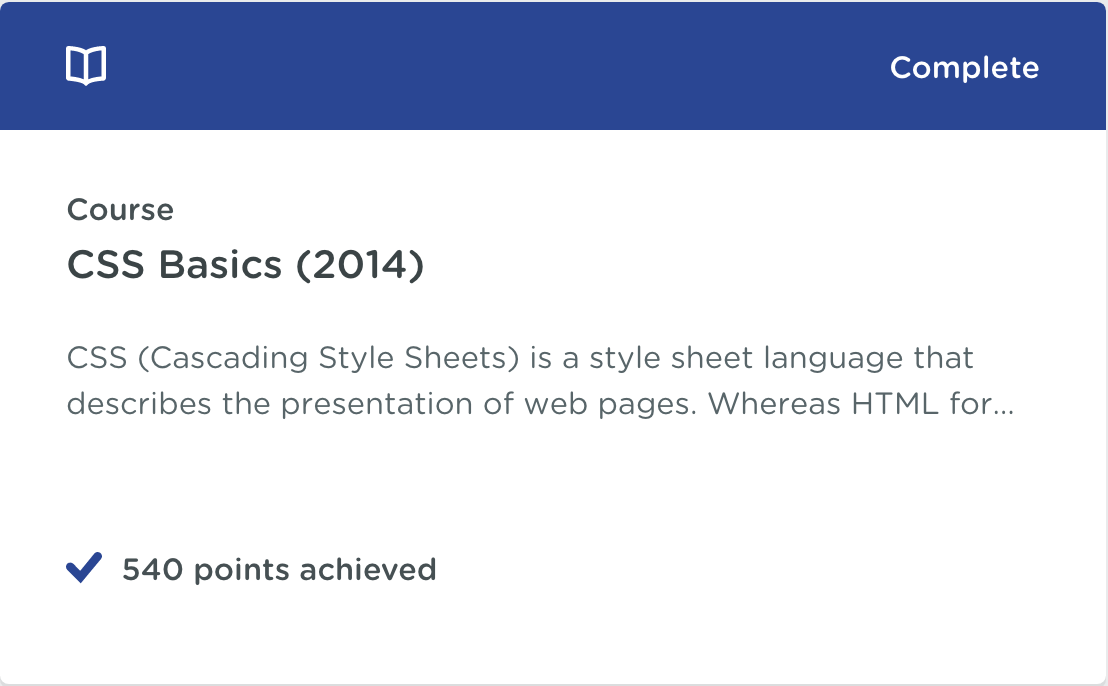 Complete
Course
CSS Basics (2014)
CSS (Cascading Style Sheets) is a style sheet language that
describes the presentation of web pages. Whereas HTML for...
540 points achieved